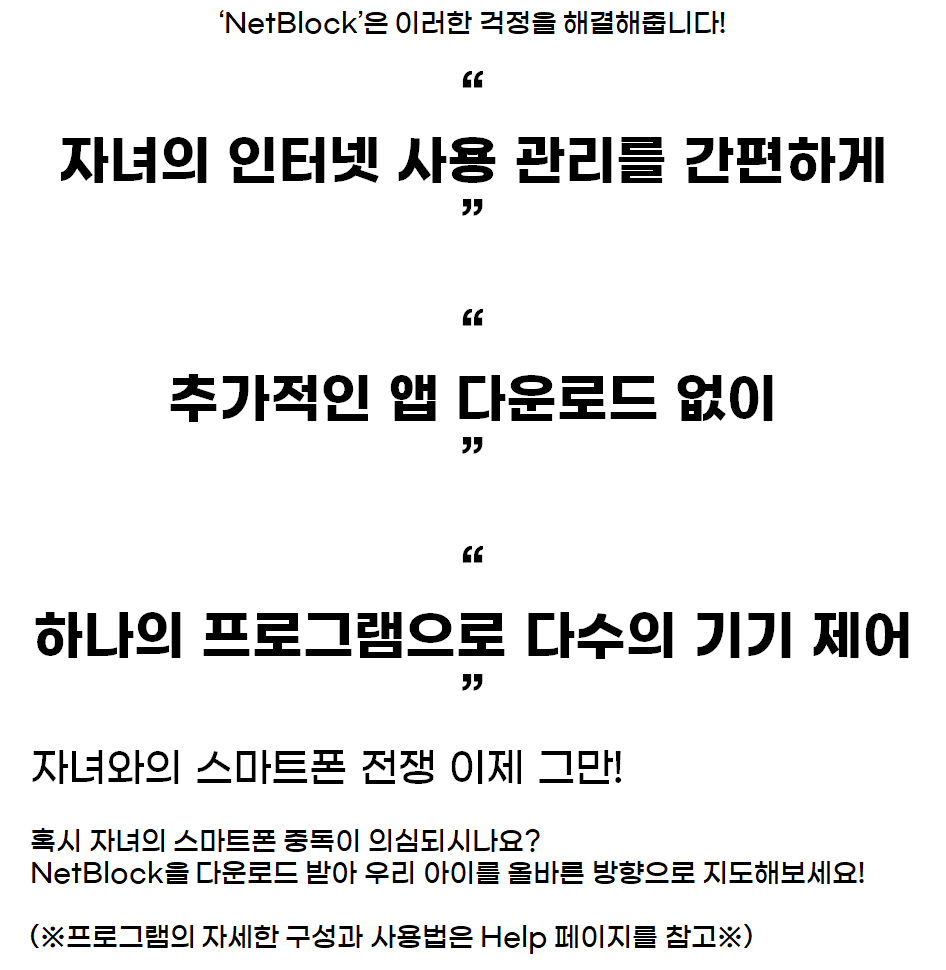 ‘NetBlock’은 이러한 걱정을 해결해줍니다!
“
자녀의 인터넷 사용 관리를 간편하게
”
“
추가적인 앱 다운로드 없이
”
“
하나의 프로그램으로 다수의 기기 제어
”
자녀와의 스마트폰 전쟁 이제 그만!
혹시 자녀의 스마트폰 중독이 의심되시나요?
NetBlock을 다운로드 받아 우리 아이를 올바른 방향으로 지도해보세요!
(※프로그램의 자세한 구성과 사용법은 Help 페이지를 참고※)